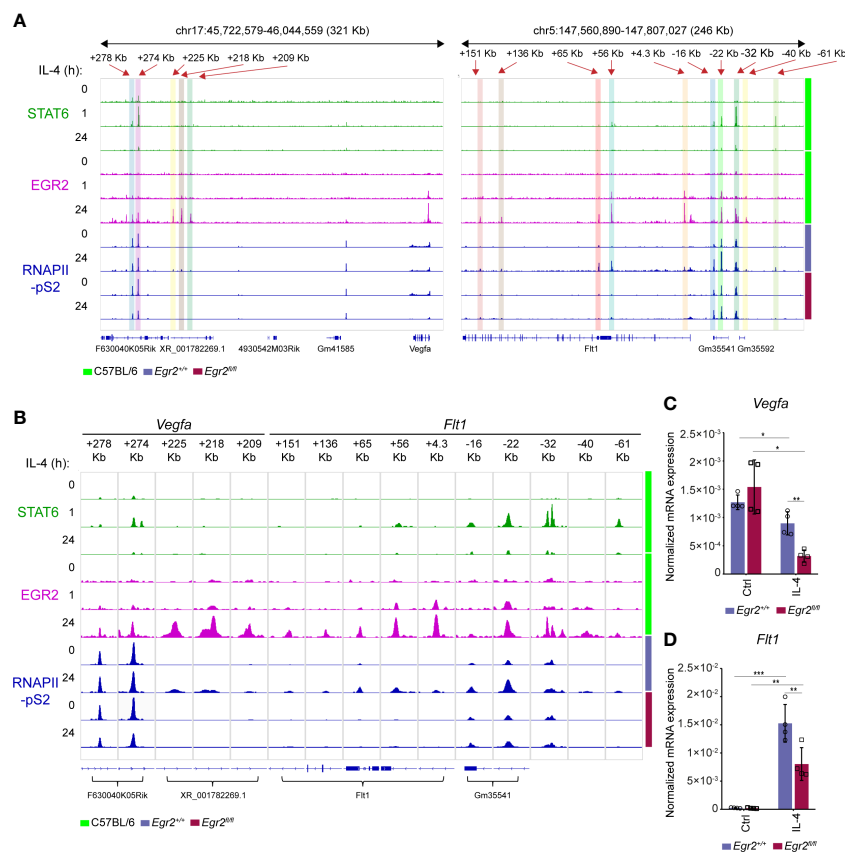 A
chr17:45,722,579-46,044,559 (321 Kb)
chr5:147,560,890-147,807,027 (246 Kb)
+278 Kb +274 Kb +225 Kb +218 Kb +209 Kb
+151 Kb +136 Kb +65 Kb +56 Kb +4.3 Kb -16 Kb -22 Kb -32 Kb -40 Kb -61 Kb
IL-4 (h):
0
STAT6 1
24
0
EGR2 1
24
0
RNAPII 24
-pS2 0
24
F630040K05Rik XR_001782269.1 4930542M03Rik Gm41585 Vegfa
Flt1 Gm35541 Gm35592
C57BL/6 Egr2+/+ Egr2fl/fl
B
Vegfa Flt1
+278 +274 +225 +218 +209 +151 +136 +65 +56 +4.3 -16 -22 -32 -40 -61
Kb Kb Kb Kb Kb Kb Kb Kb Kb Kb Kb Kb Kb Kb Kb
IL-4 (h):
0
STAT6 1
24
0
EGR2 1
24
0
RNAPII 24
-pS2 0
24
F630040K05Rik XR_001782269.1 Flt1 Gm35541
C57BL/6 Egr2+/+ Egr2fl/fl
C
Vegfa
Normalized mRNA expression
2.5×10-3
2×10-3
1.5×10-3
1×10-3
5×10-4
0
*
*
**
Ctrl IL-4
Egr2+/+ Egr2fl/fl
D
Flt1
Normalized mRNA expression
2.5×10-2
2×10-2
1.5×10-2
1×10-2
5×10-3
0
***
**
**
Ctrl IL-4
Egr2+/+ Egr2fl/fl